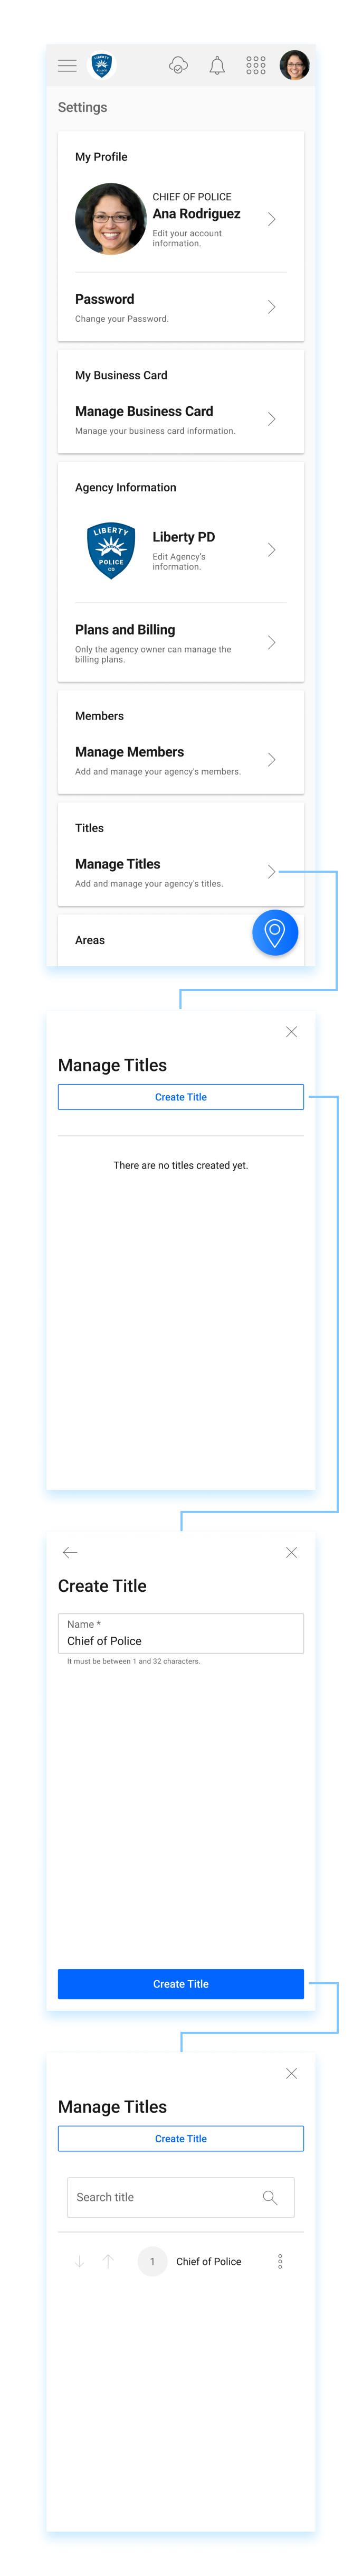 LIBERTY
POLICE
Settings
My Profile
CHIEF OF POLICE
Ana Rodriguez
Edit your account
information.
Password
Change your Password.
My Business Card
Manage Business Card
Manage your business card information.
Agency Information
LIBERTY
POLICE
CO
Liberty PD
Edit Agency's
information.
Plans and Billing
Only the agency owner can manage the
billing plans.
Members
Manage Members
Add and manage your agency's members.
Titles
Manage Titles
Add and manage your agency's titles.
Areas
Manage Titles
Create Title
There are no titles created yet.
Create Title
Name *
Chief of Police
It must be between 1 and 32 characters.
Create Title
Manage Titles
Create Title
Search title
1 Chief of Police